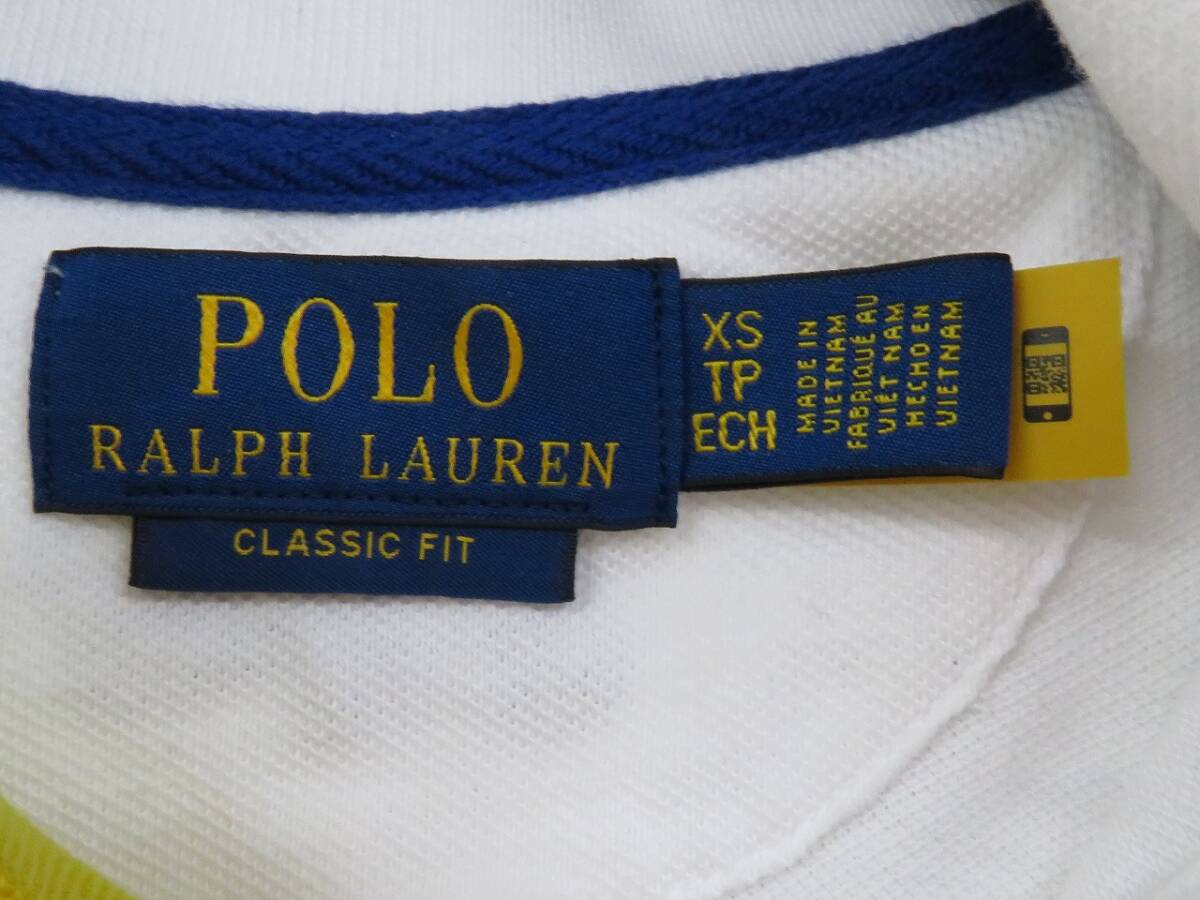 POLO
RALPH LAUREN
CLASSIC FIT
XS
TP
ECH
MADE IN
VIETNAM
FABRIQUÉ AU
VIÊT NAM
HECHO EN
VIETNAM